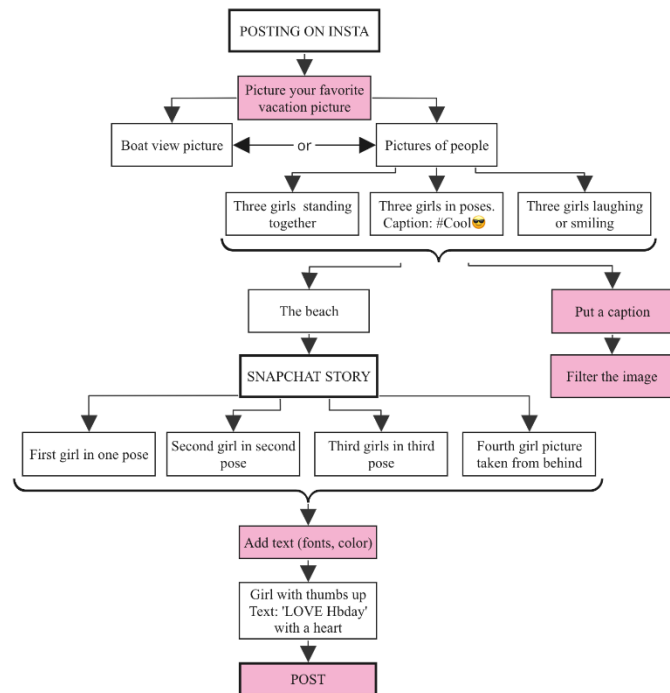 POSTING ON INSTA
Picture your favorite
vacation picture
Boat view picture
or
Pictures of people
Three girls standing
together
Three girls in poses.
Caption: #Cool😎
Three girls laughing
or smiling
The beach
Put a caption
SNAPCHAT STORY
Filter the image
First girl in one pose
Second girl in second
pose
Third girls in third
pose
Fourth girl picture
taken from behind
Add text (fonts, color)
Girl with thumbs up
Text: 'LOVE Hbday'
with a heart
POST